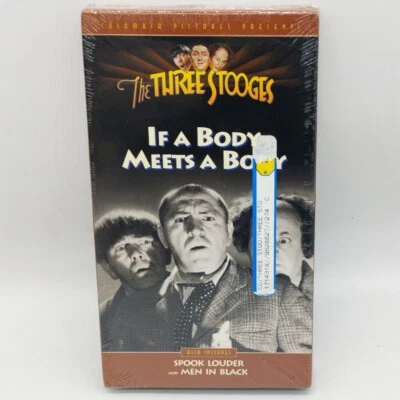 COLUMBIA PICTURES PRESENTS
The THREE STOOGES
IF A BODY
MEETS A BODY
ALSO INCLUDES
SPOOK LOUDER
AND MEN IN BLACK